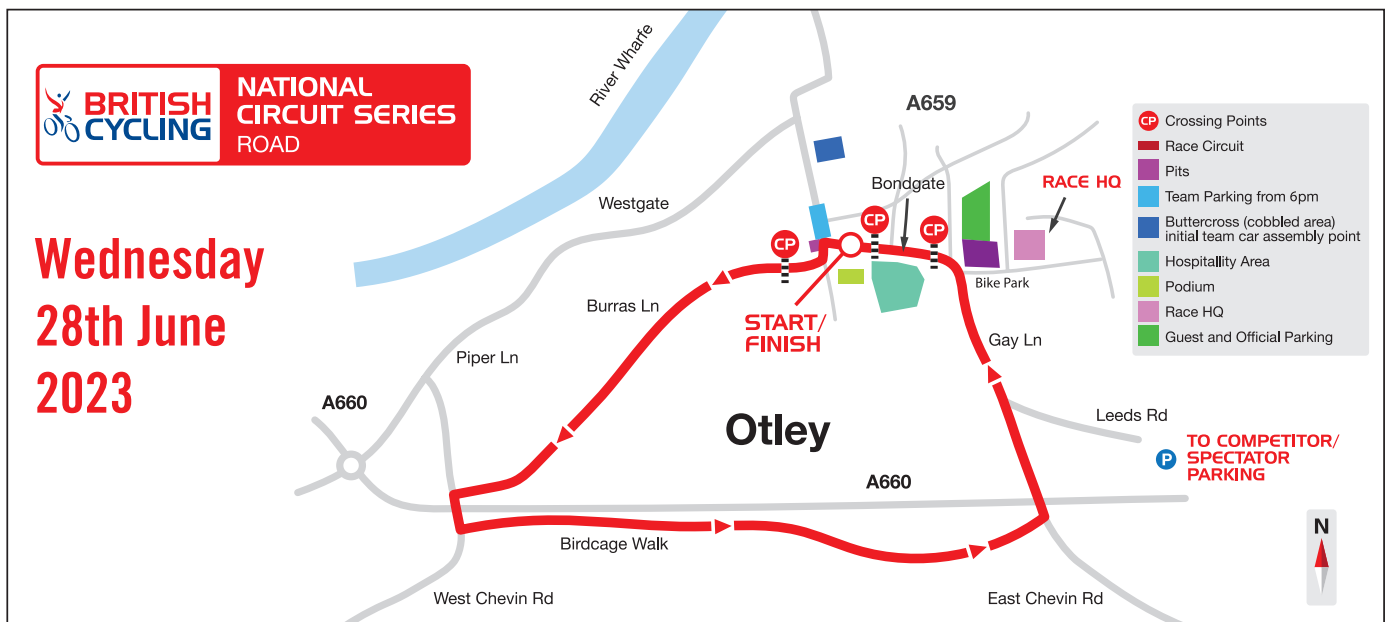 BRITISH
CYCLING
NATIONAL
CIRCUIT SERIES
ROAD
Wednesday
28th June
2023
River Wharfe
Westgate
A659
Bondgate
RACE HQ
CP
CP
CP
Burras Ln
START/
FINISH
Bike Park
Gay Ln
Piper Ln
A660
Otley
Leeds Rd
P
TO COMPETITOR/
SPECTATOR
PARKING
A660
Birdcage Walk
West Chevin Rd
East Chevin Rd
N
CP Crossing Points
Race Circuit
Pits
Team Parking from 6pm
Buttercross (cobbled area)
initial team car assembly point
Hospitallity Area
Podium
Race HQ
Guest and Official Parking